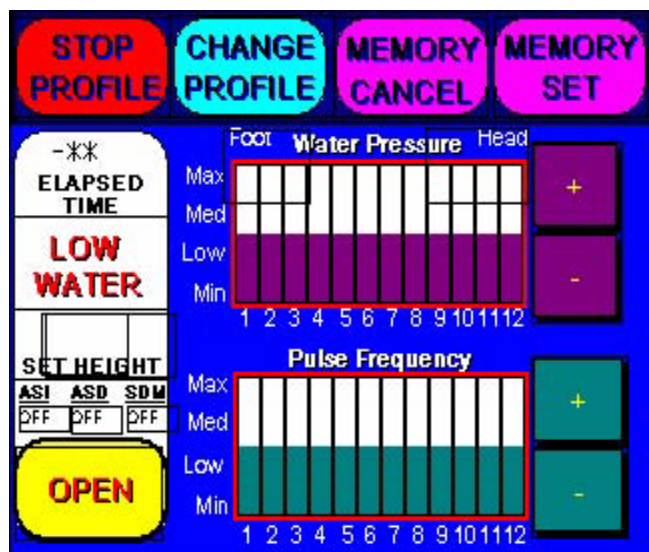 STOP PROFILE
CHANGE PROFILE
MEMORY CANCEL
MEMORY SET
-**
ELAPSED
TIME
LOW
WATER
SET HEIGHT
ASI ASD SDM
OFF OFF OFF
OPEN
Foot Water Pressure Head
Max
Med
Low
Min
1 2 3 4 5 6 7 8 9 10 11 12
+
-
Pulse Frequency
Max
Med
Low
Min
1 2 3 4 5 6 7 8 9 10 11 12
+
-